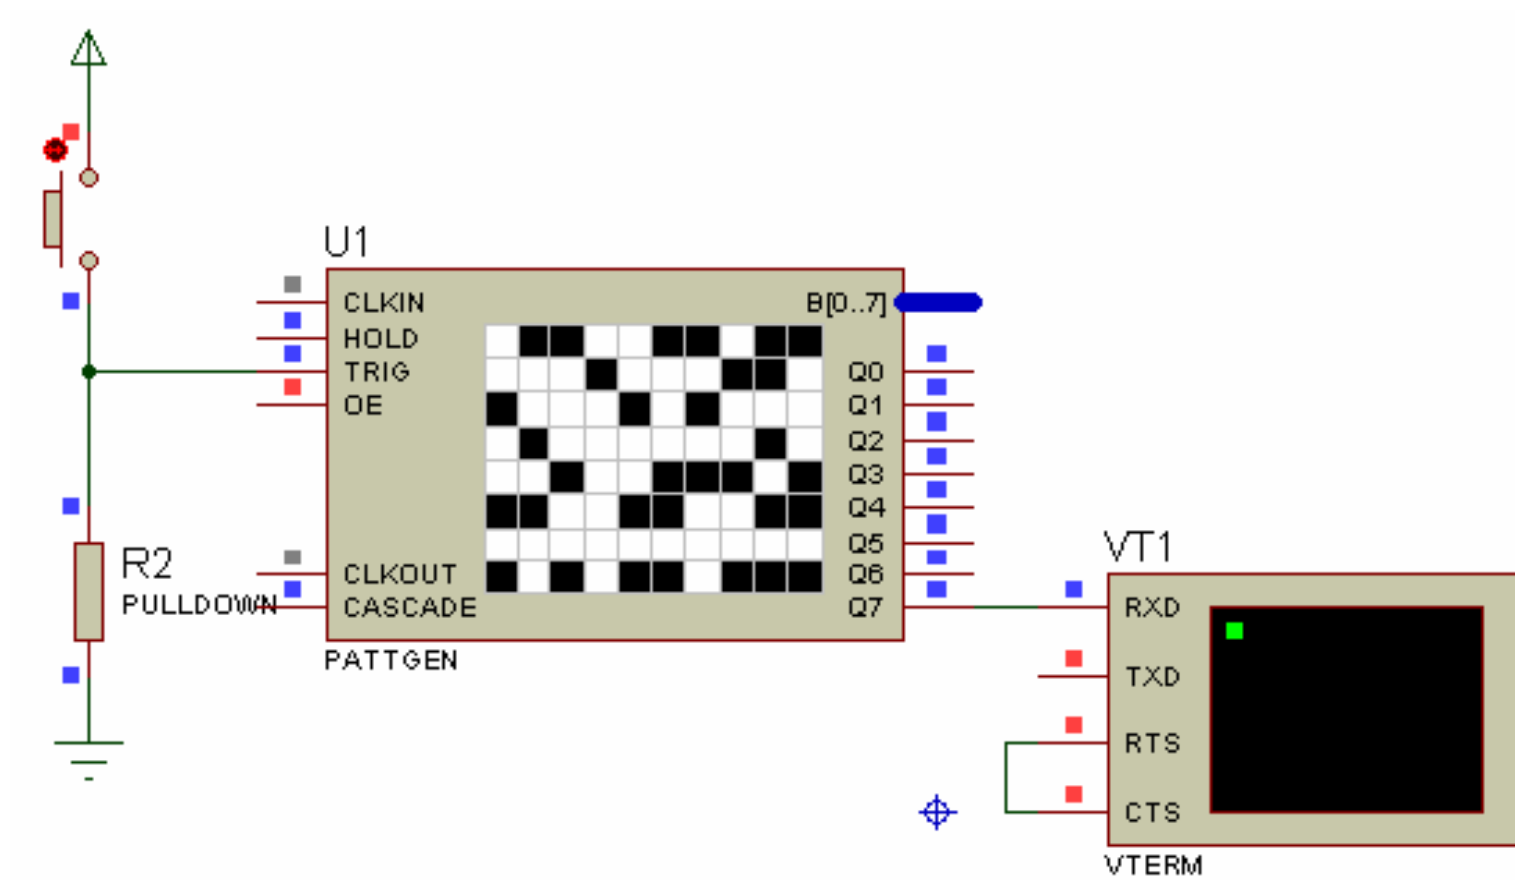 U1
CLKIN
HOLD
TRIG
OE
CLKOUT
CASCADE
B[0..7]
Q0
Q1
Q2
Q3
Q4
Q5
Q6
Q7
PATTGEN
R2
PULLDOWN
VT1
RXD
TXD
RTS
CTS
VTERM